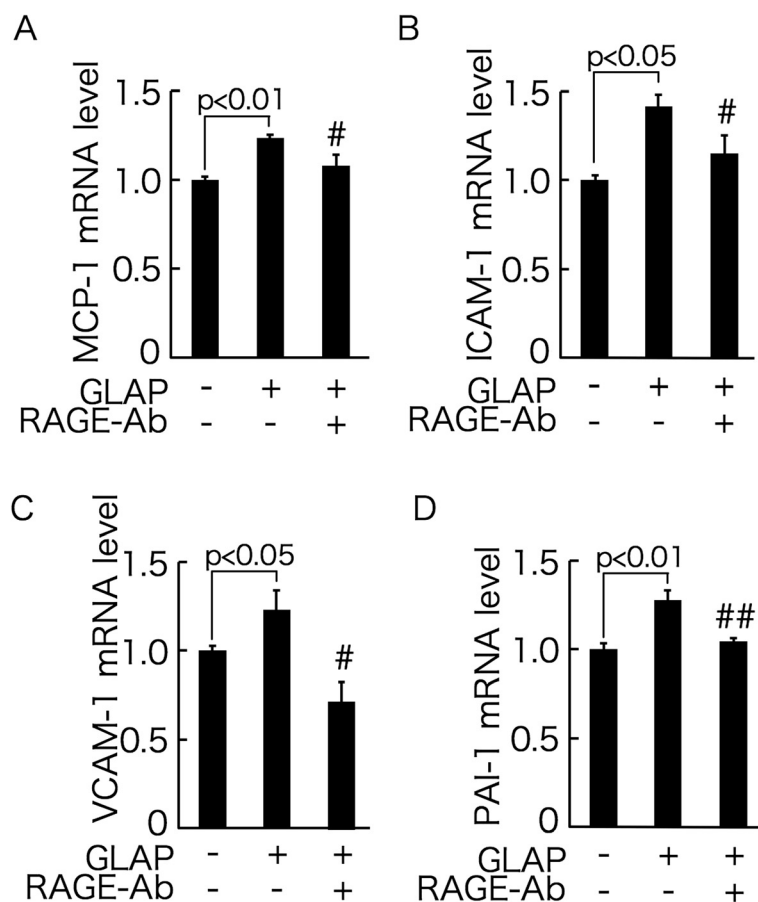 A
MCP-1 mRNA level
1.5
1.0
0.5
0
p<0.01
#
GLAP - + +
RAGE-Ab - - +
B
ICAM-1 mRNA level
1.5
1.0
0.5
0
p<0.05
#
GLAP - + +
RAGE-Ab - - +
C
VCAM-1 mRNA level
1.5
1.0
0.5
0
p<0.05
#
GLAP - + +
RAGE-Ab - - +
D
PAI-1 mRNA level
1.5
1.0
0.5
0
p<0.01
##
GLAP - + +
RAGE-Ab - - +